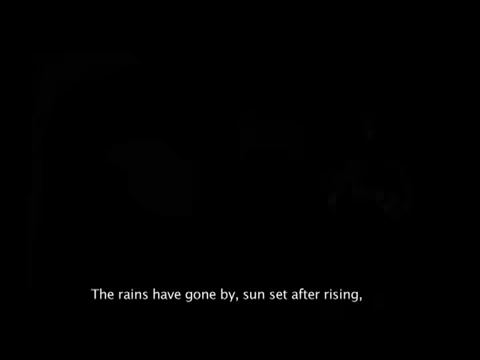 The rains have gone by, sun set after rising,